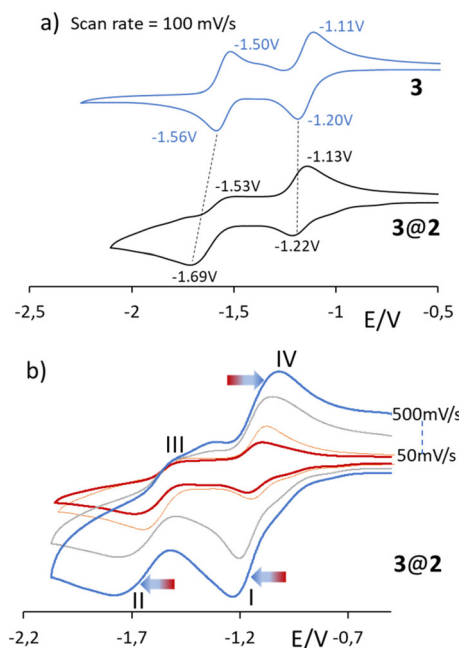 a) Scan rate = 100 mV/s
-1.50V
-1.11V
3
-1.56V
-1.20V
-1.13V
-1.53V
3@2
-1.22V
-1.69V
-2,5 -2 -1,5 -1 -0,5
E/V
b)
IV
III
500mV/s
50mV/s
3@2
II I
-2,2 -1,7 -1,2 -0,7
E/V